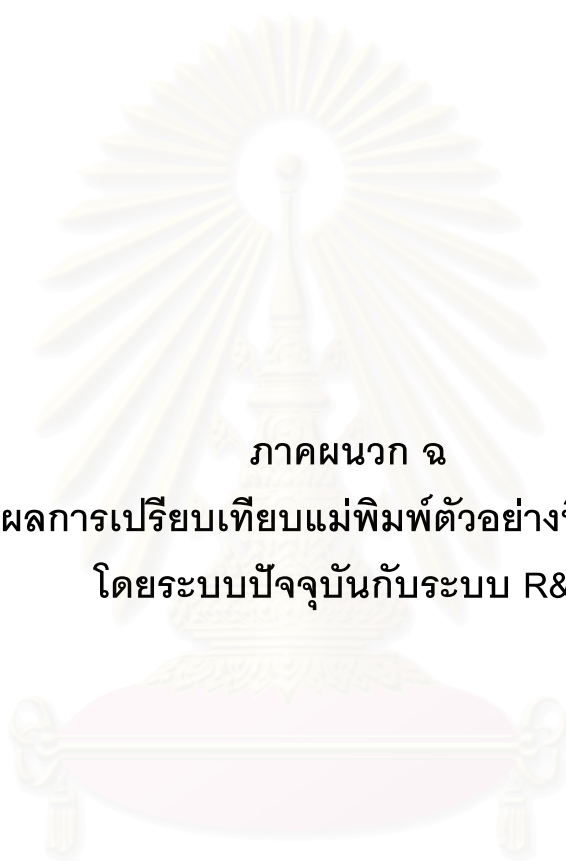 ภาคผนวก ฉ
ผลการเปรียบเทียบแม่พิมพ์ตัวอย่าง
โดยระบบปัจจุบันกับระบบ R&